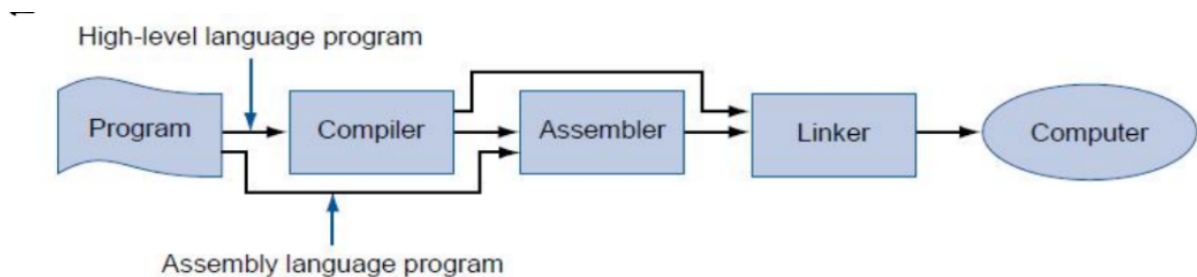 High-level language program
Program
Compiler
Assembler
Linker
Computer
Assembly language program